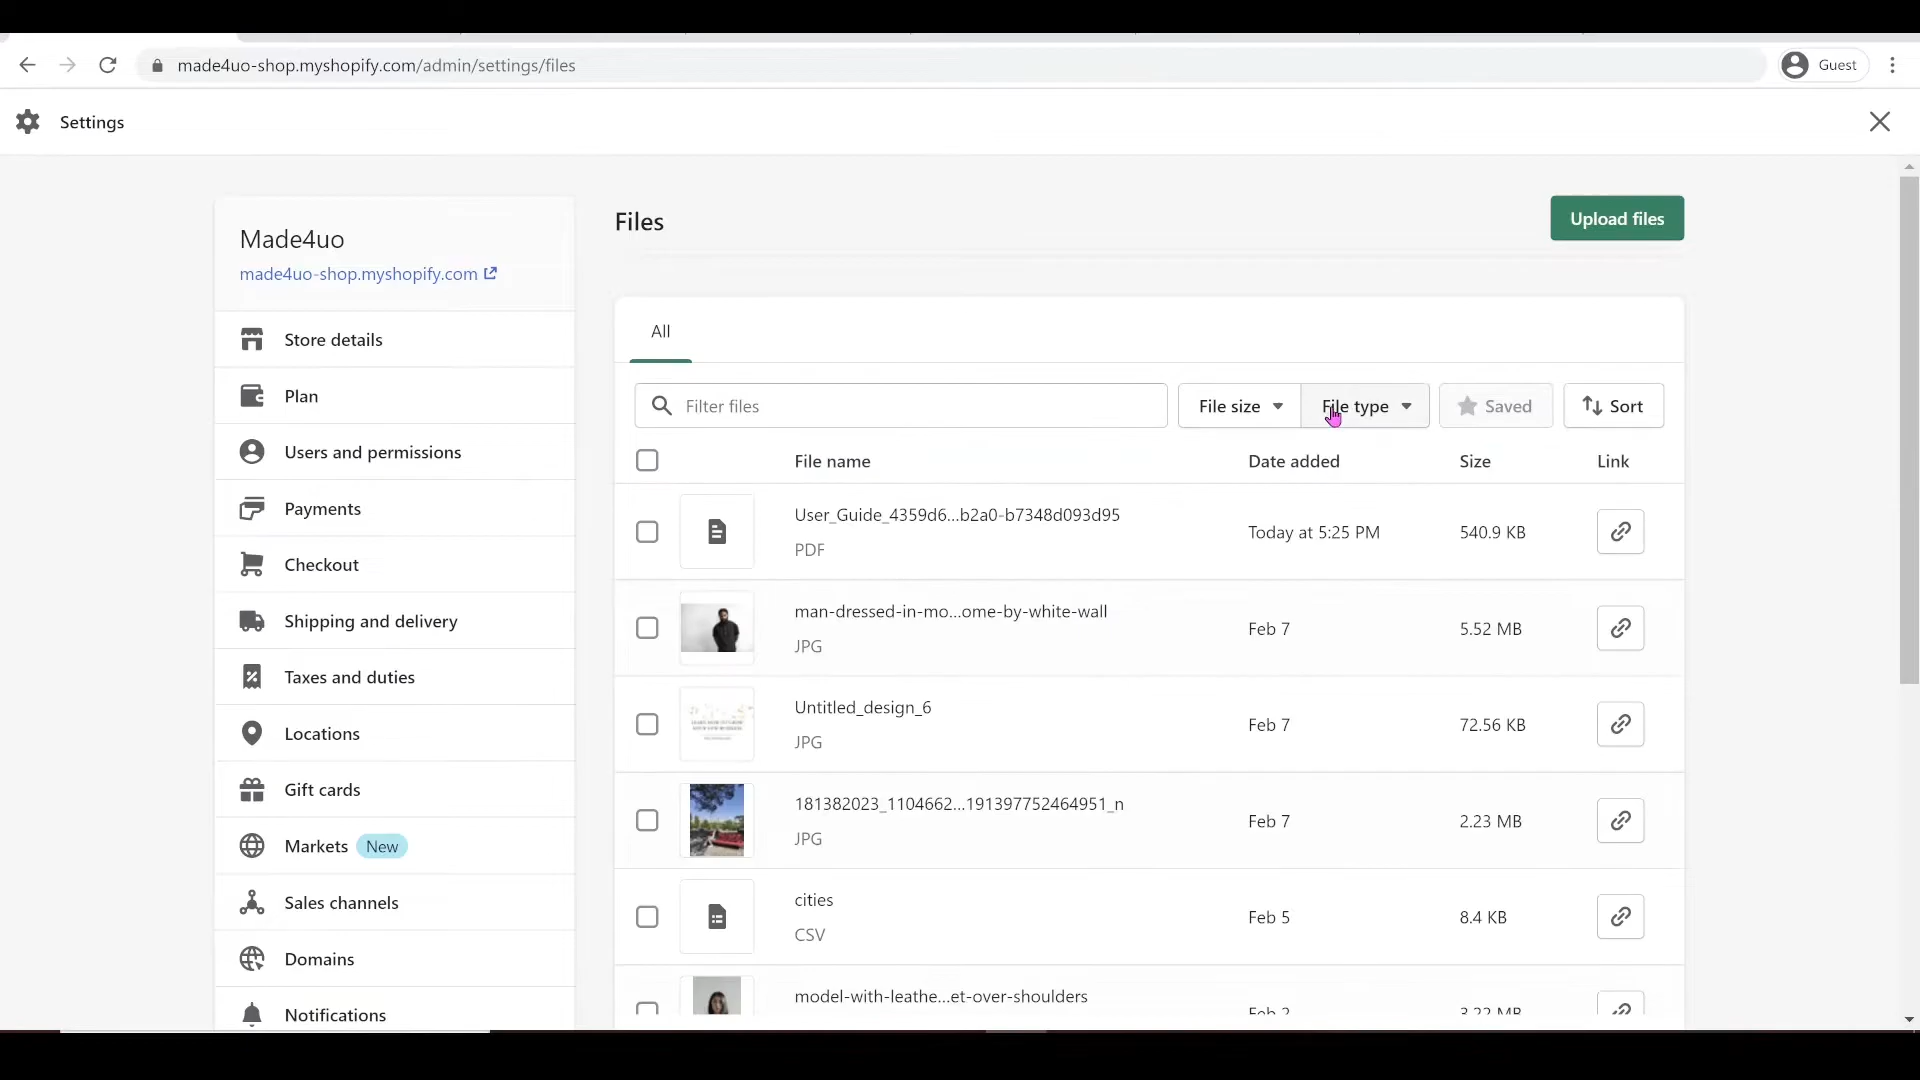 made4uo-shop.myshopify.com/admin/settings/files
Guest
Settings
Made4uo
made4uo-shop.myshopify.com
Store details
Plan
Users and permissions
Payments
Checkout
Shipping and delivery
Taxes and duties
Locations
Gift cards
Markets New
Sales channels
Domains
Notifications
Files
Upload files
All
Filter files
File size
File type
Saved
Sort
File name Date added Size Link
User_Guide_4359d6...b2a0-b7348d093d95
PDF
Today at 5:25 PM
540.9 KB
man-dressed-in-mo...ome-by-white-wall
JPG
Feb 7
5.52 MB
Untitled_design_6
JPG
Feb 7
72.56 KB
181382023_1104662...191397752464951_n
JPG
Feb 7
2.23 MB
cities
CSV
Feb 5
8.4 KB
model-with-leathe...et-over-shoulders
Feb 2
3.22 MB